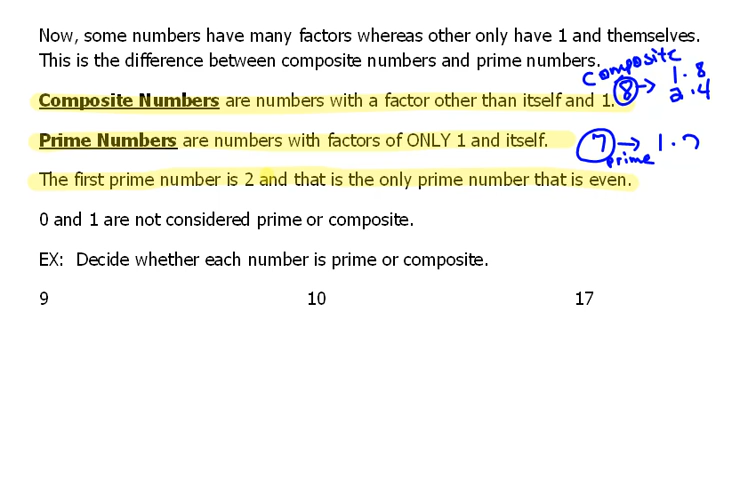 Now, some numbers have many factors whereas other only have 1 and themselves.
This is the difference between composite numbers and prime numbers.
composite
Composite Numbers are numbers with a factor other than itself and 1.
8 → 1 · 8
2 · 4
Prime Numbers are numbers with factors of ONLY 1 and itself.
7 → 1 · 7
prime
The first prime number is 2 and that is the only prime number that is even.
0 and 1 are not considered prime or composite.
EX: Decide whether each number is prime or composite.
9 10 17